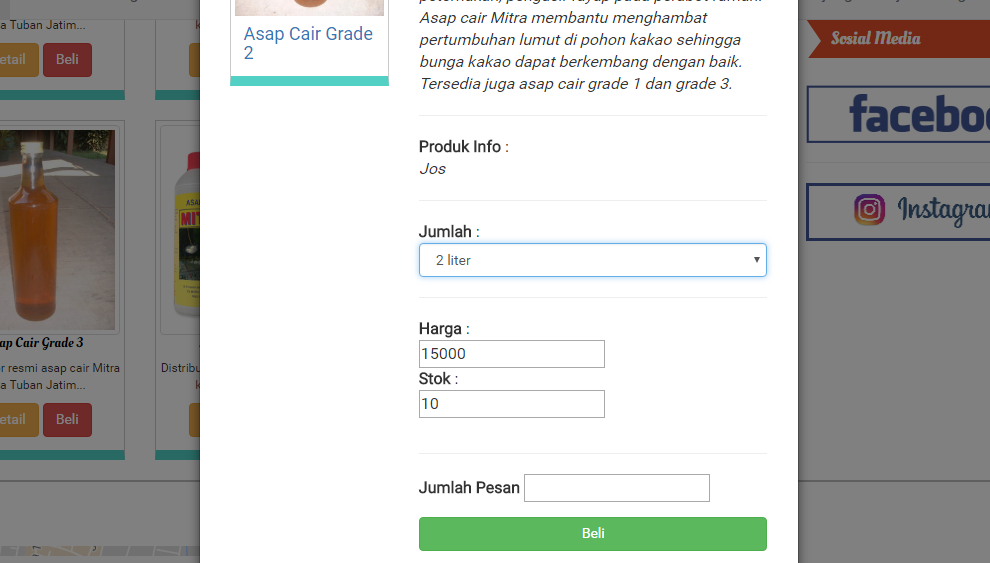 a Tuban Jatim...
Beli
Asap Cair Grade
2
Asap cair Mitra membantu menghambat
pertumbuhan lumut di pohon kakao sehingga
bunga kakao dapat berkembang dengan baik.
Tersedia juga asap cair grade 1 dan grade 3.
Produk Info :
Jos
Jumlah :
2 liter
Harga :
15000
Stok :
10
Jumlah Pesan
Beli
Sosial Media
faceboo
Instagra
ap Cair Grade 3
r resmi asap cair Mitra
a Tuban Jatim...
etail
Beli
Distribu